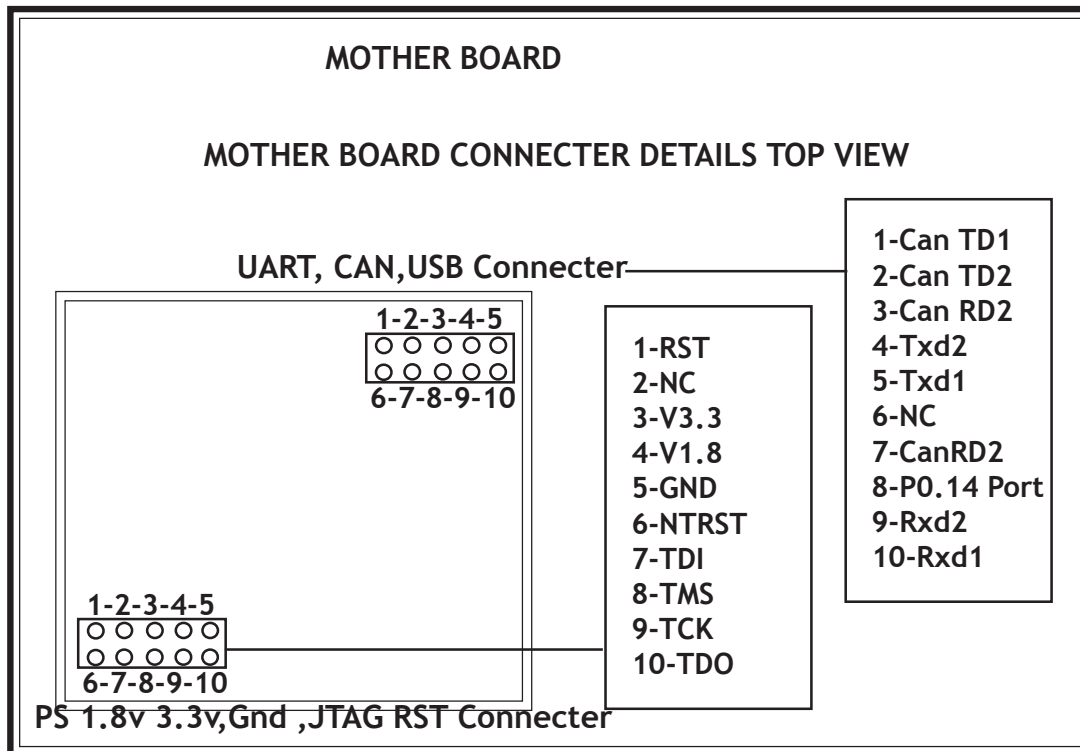 MOTHER BOARD
MOTHER BOARD CONNECTER DETAILS TOP VIEW
UART, CAN,USB Connecter
1-Can TD1
2-Can TD2
3-Can RD2
4-Txd2
5-Txd1
6-NC
7-CanRD2
8-P0.14 Port
9-Rxd2
10-Rxd1
1-2-3-4-5
6-7-8-9-10
1-RST
2-NC
3-V3.3
4-V1.8
5-GND
6-NTRST
7-TDI
8-TMS
9-TCK
10-TDO
1-2-3-4-5
6-7-8-9-10
PS 1.8v 3.3v,Gnd ,JTAG RST Connecter